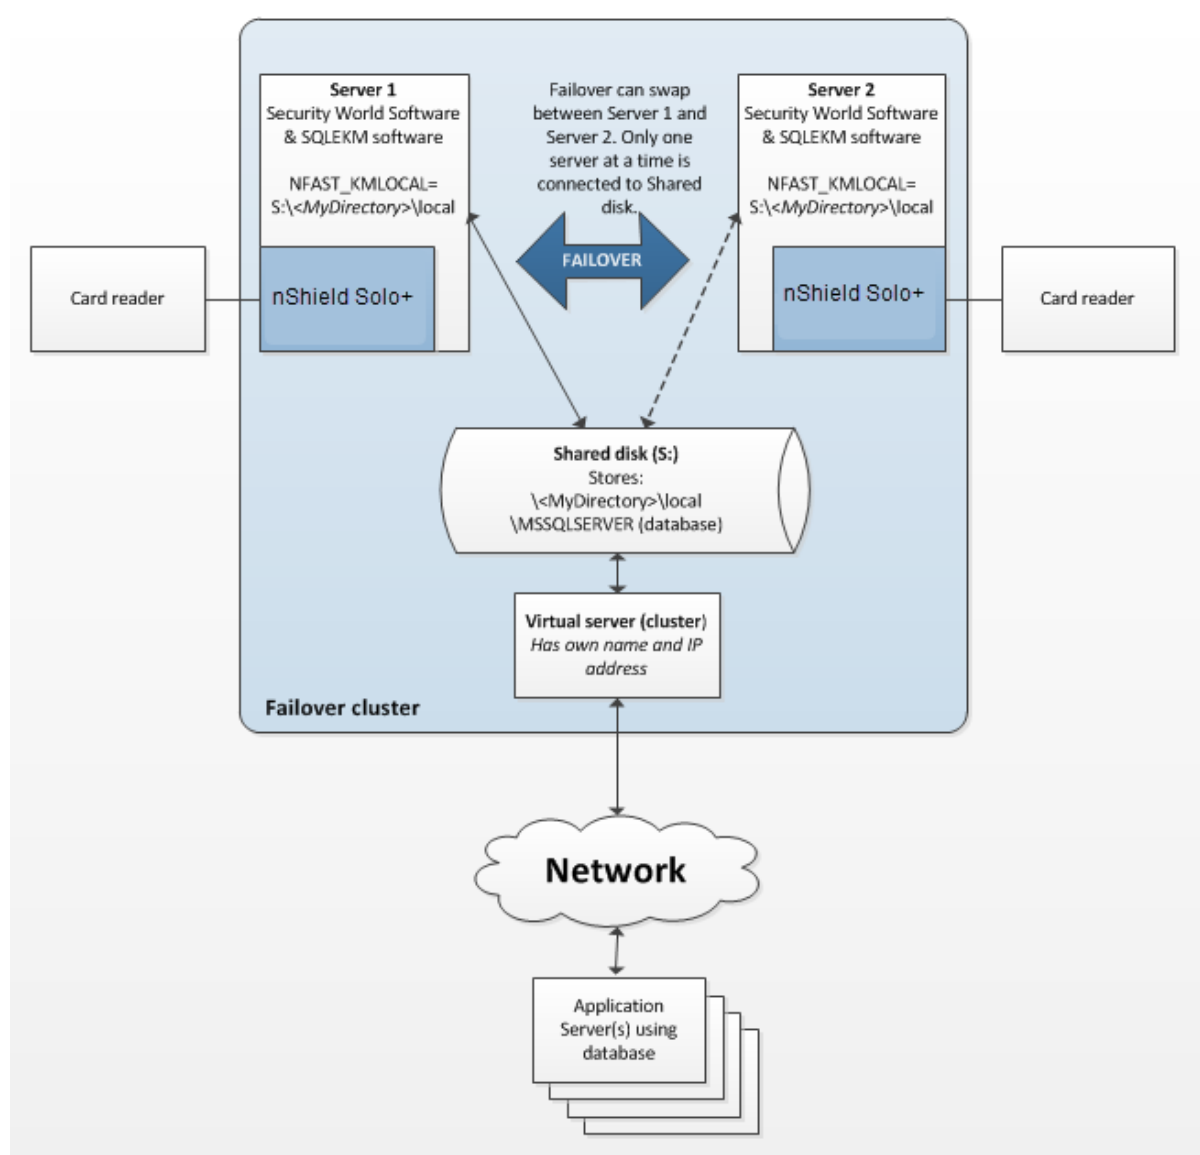 Server 1
Security World Software
& SQLEKM software
NFAST_KMLOCAL=
S:\<MyDirectory>\local
Failover can swap
between Server 1 and
Server 2. Only one
server at a time is
connected to Shared
disk.
Server 2
Security World Software
& SQLEKM software
NFAST_KMLOCAL=
S:\<MyDirectory>\local
FAILOVER
Card reader
nShield Solo+
nShield Solo+
Card reader
Shared disk (S:)
Stores:
\<MyDirectory>\local
\MSSQLSERVER (database)
Virtual server (cluster)
Has own name and IP
address
Failover cluster
Network
Application
Server(s) using
database